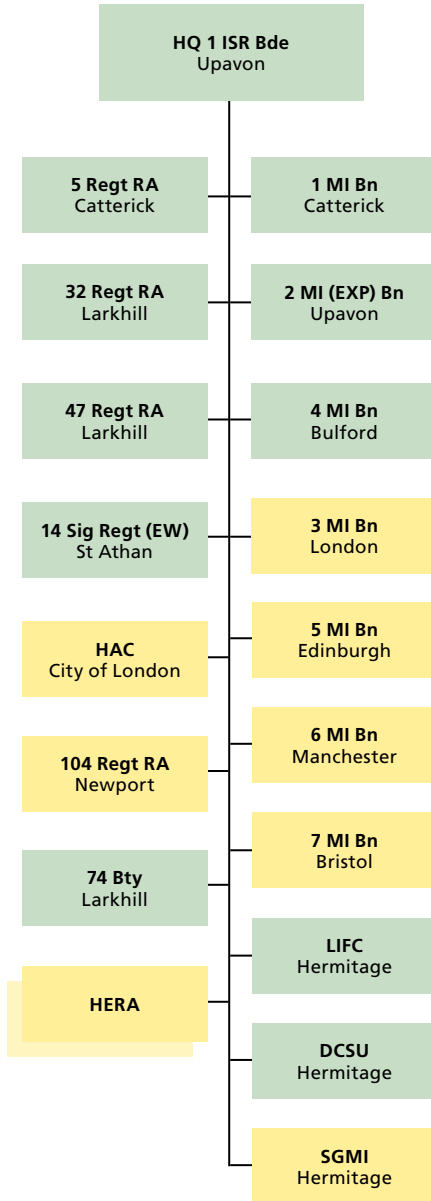 HQ 1 ISR Bde
Upavon
5 Regt RA
Catterick
1 MI Bn
Catterick
32 Regt RA
Larkhill
2 MI (EXP) Bn
Upavon
47 Regt RA
Larkhill
4 MI Bn
Bulford
14 Sig Regt (EW)
St Athan
3 MI Bn
London
HAC
City of London
5 MI Bn
Edinburgh
104 Regt RA
Newport
6 MI Bn
Manchester
74 Bty
Larkhill
7 MI Bn
Bristol
HERA
LIFC
Hermitage
DCSU
Hermitage
SGMI
Hermitage